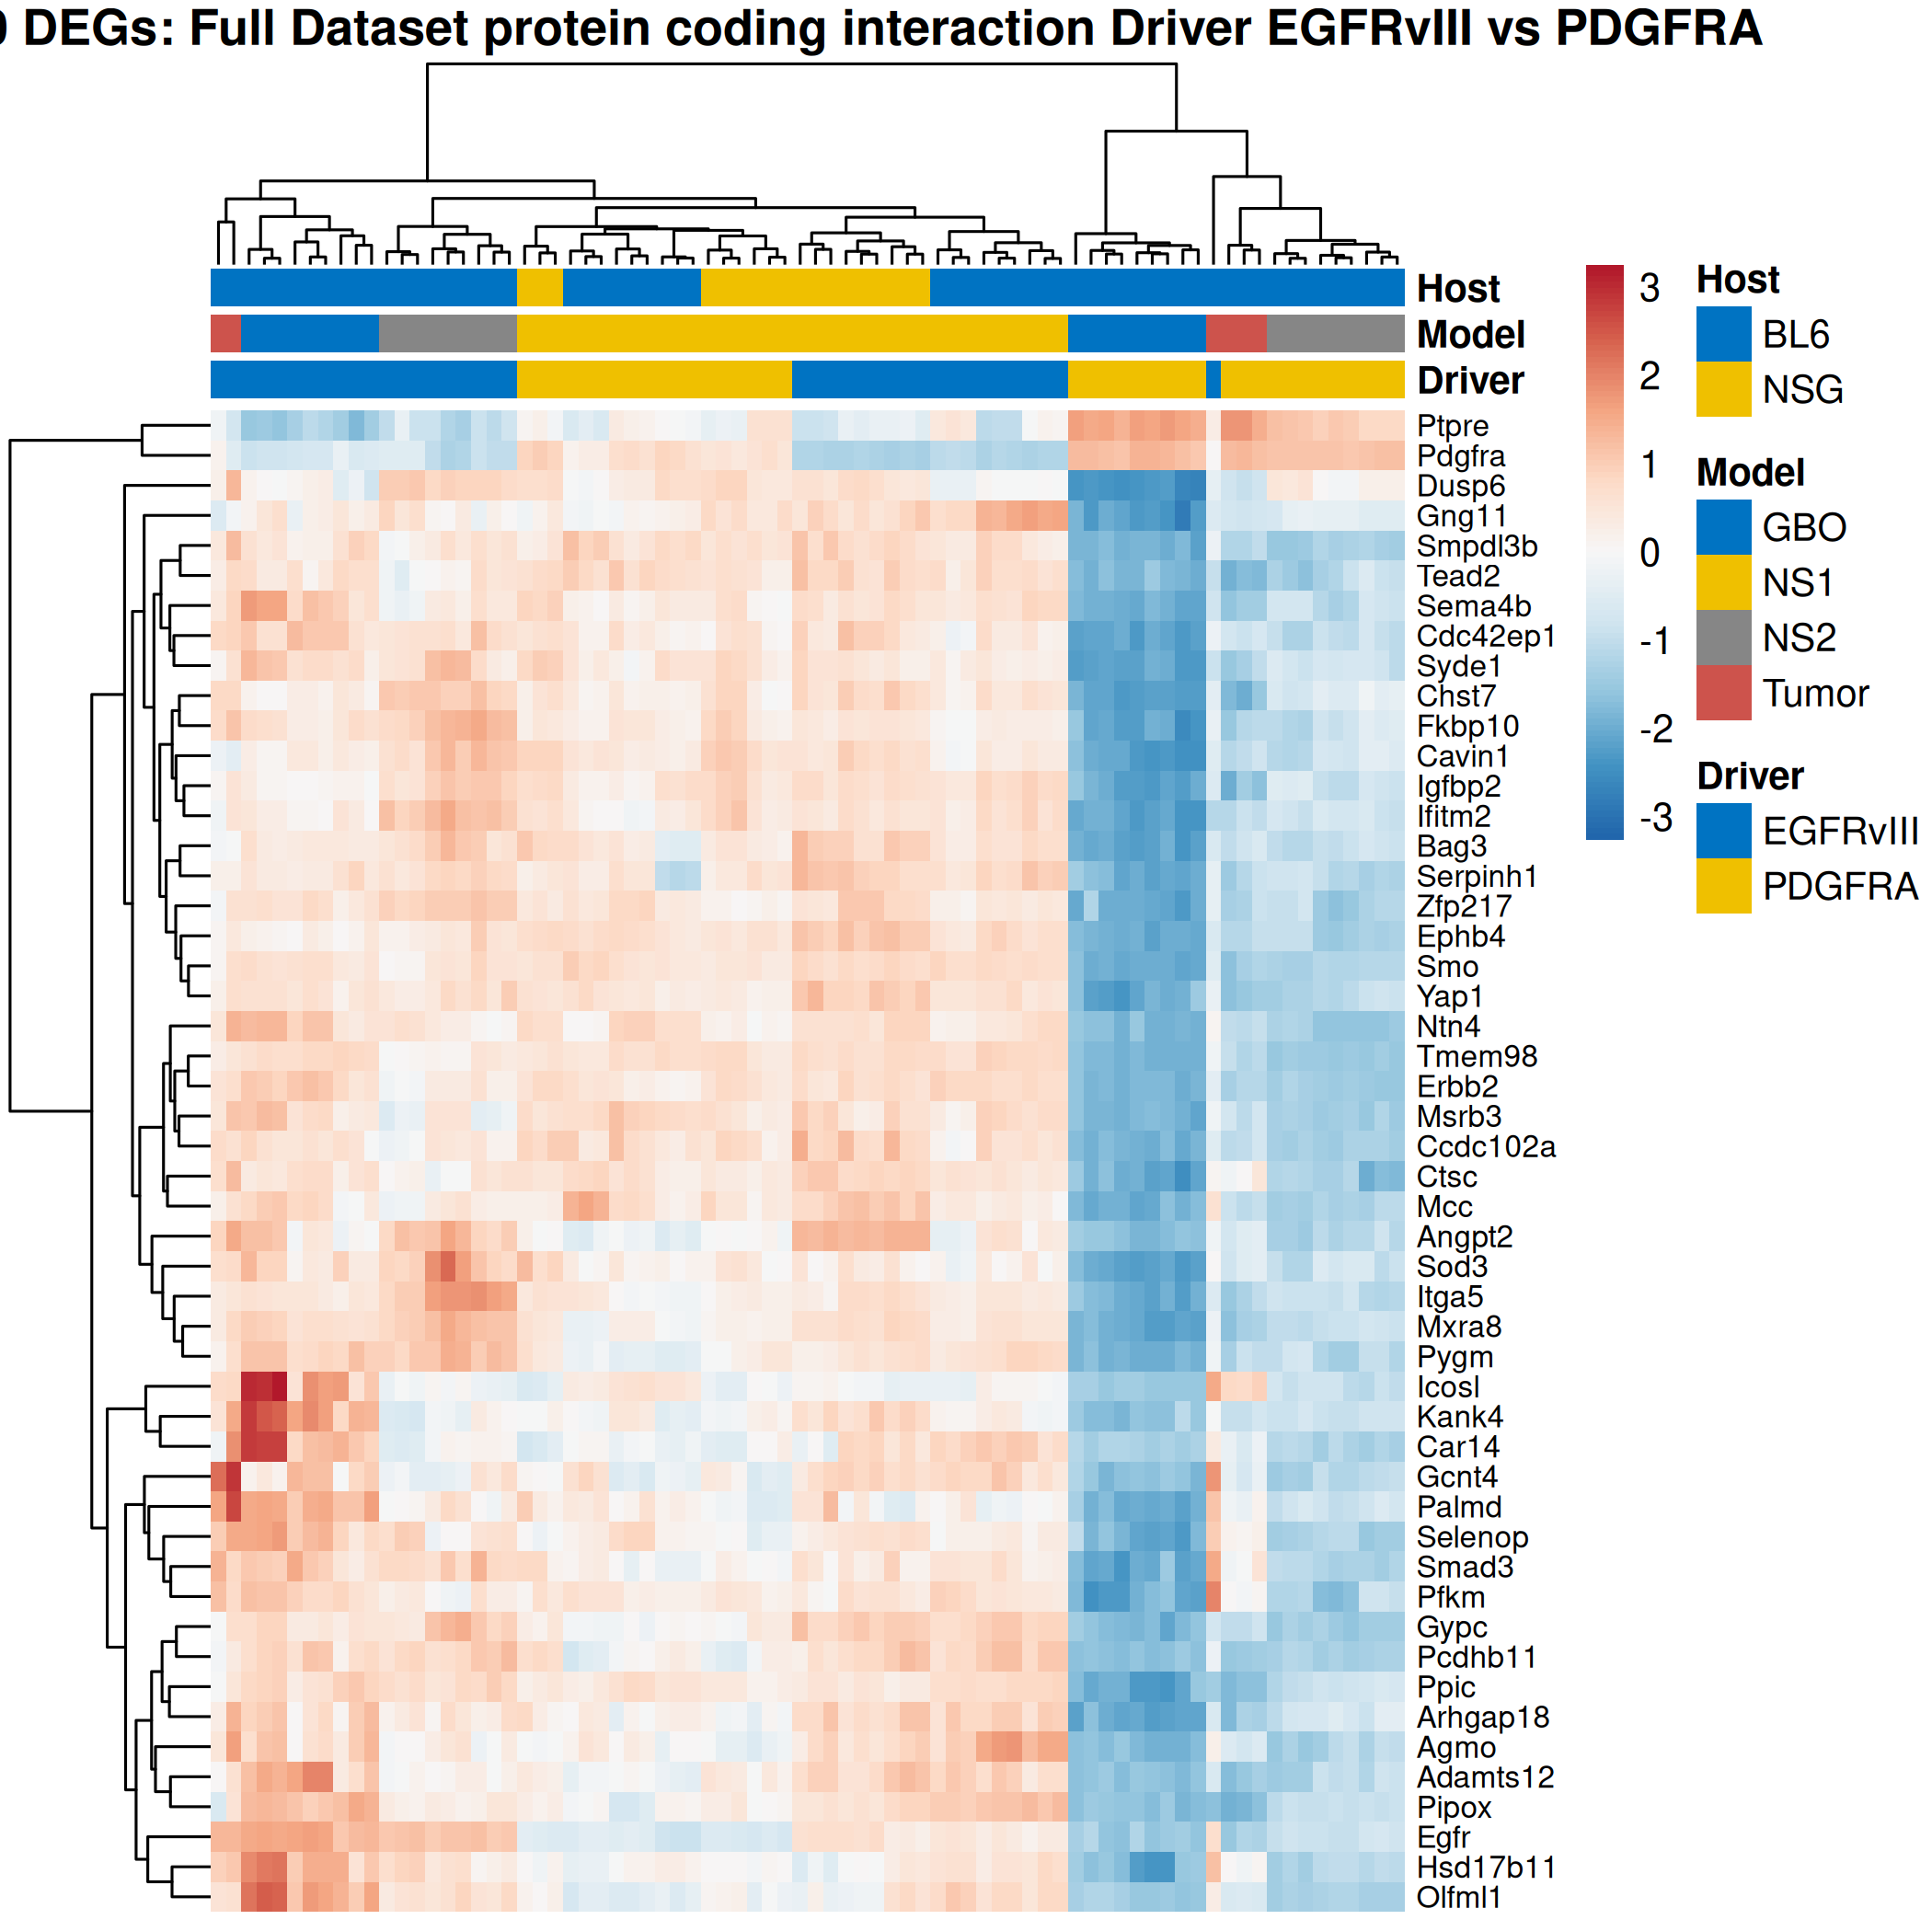 DEGs: Full Dataset protein coding interaction Driver EGFRvIII vs PDGFRA
Host
Model
Driver
Ptpre
Pdgfra
Dusp6
Gng11
Smpdl3b
Tead2
Sema4b
Cdc42ep1
Syde1
Chst7
Fkbp10
Cavin1
Igfbp2
Ifitm2
Bag3
Serpinh1
Zfp217
Ephb4
Smo
Yap1
Ntn4
Tmem98
Erbb2
Msrb3
Ccdc102a
Ctsc
Mcc
Angpt2
Sod3
Itga5
Mxra8
Pygm
Icosl
Kank4
Car14
Gcnt4
Palmd
Selenop
Smad3
Pfkm
Gypc
Pcdhb11
Ppic
Arhgap18
Agmo
Adamts12
Pipox
Egfr
Hsd17b11
Olfml1
3
2
1
0
-1
-2
-3
Host
BL6
NSG
Model
GBO
NS1
NS2
Tumor
Driver
EGFRvIII
PDGFRA